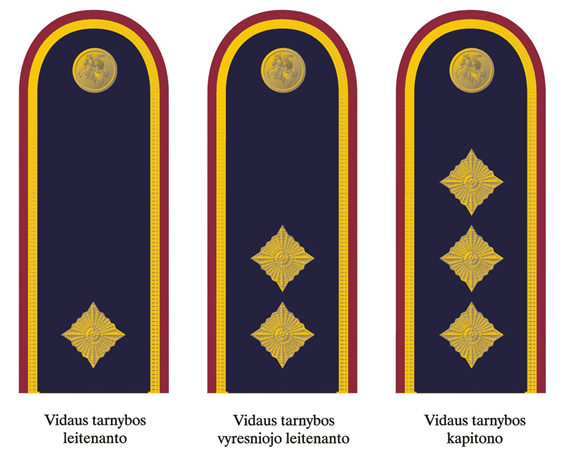 Vidaus tarnybos
leitenanto
Vidaus tarnybos
vyresniojo leitenanto
Vidaus tarnybos
kapitono